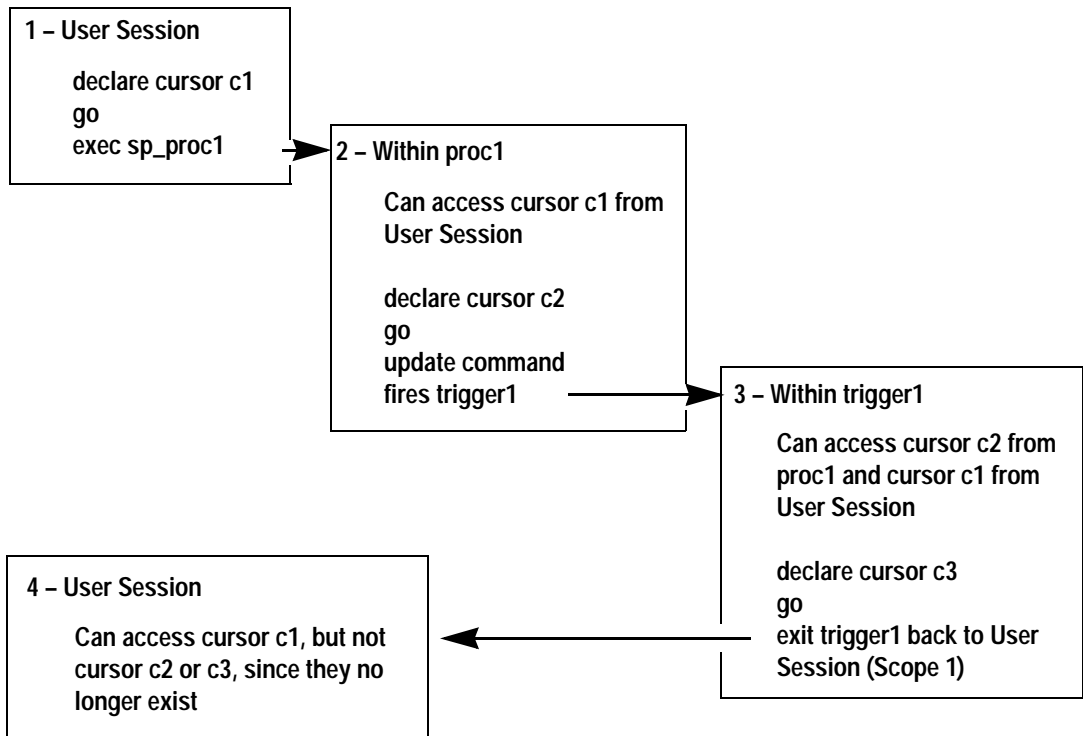 1 – User Session
declare cursor c1
go
exec sp_proc1
2 – Within proc1
Can access cursor c1 from
User Session
declare cursor c2
go
update command
fires trigger1
3 – Within trigger1
Can access cursor c2 from
proc1 and cursor c1 from
User Session
declare cursor c3
go
exit trigger1 back to User
Session (Scope 1)
4 – User Session
Can access cursor c1, but not
cursor c2 or c3, since they no
longer exist